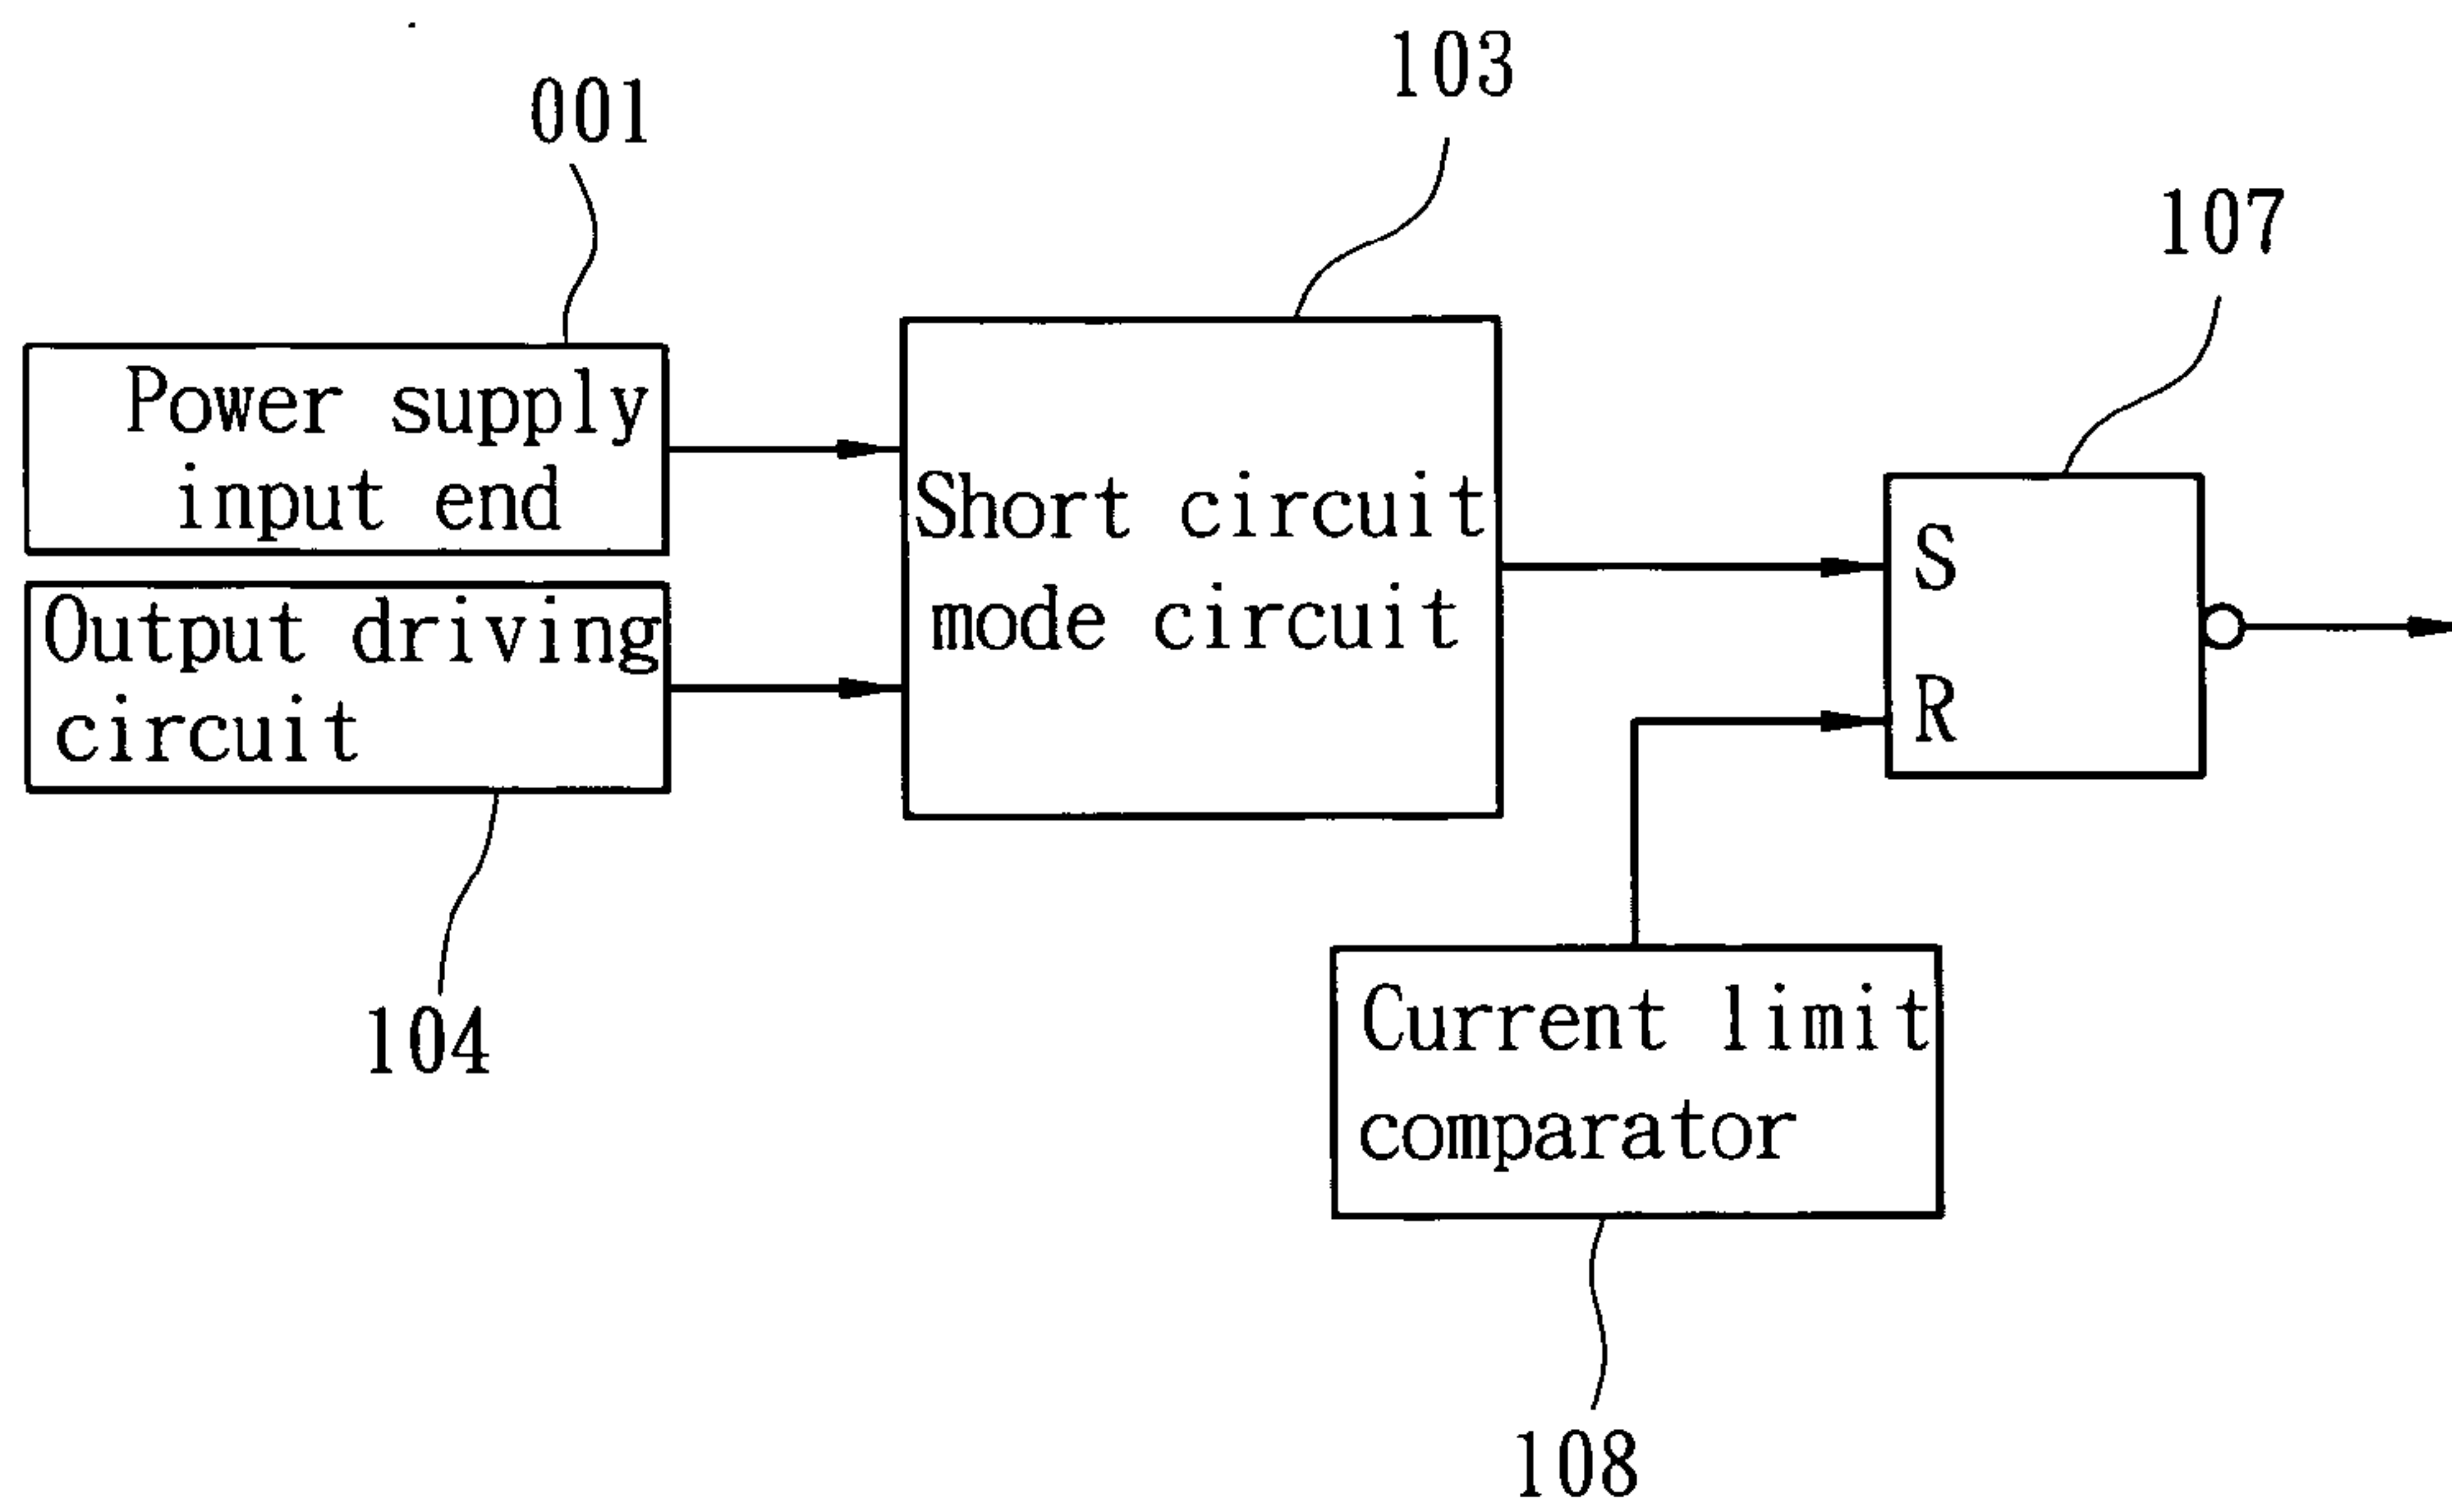 103
001
107
Power supply
input end
Short circuit
mode circuit
S
R
Output driving
circuit
104
Current limit
comparator
108